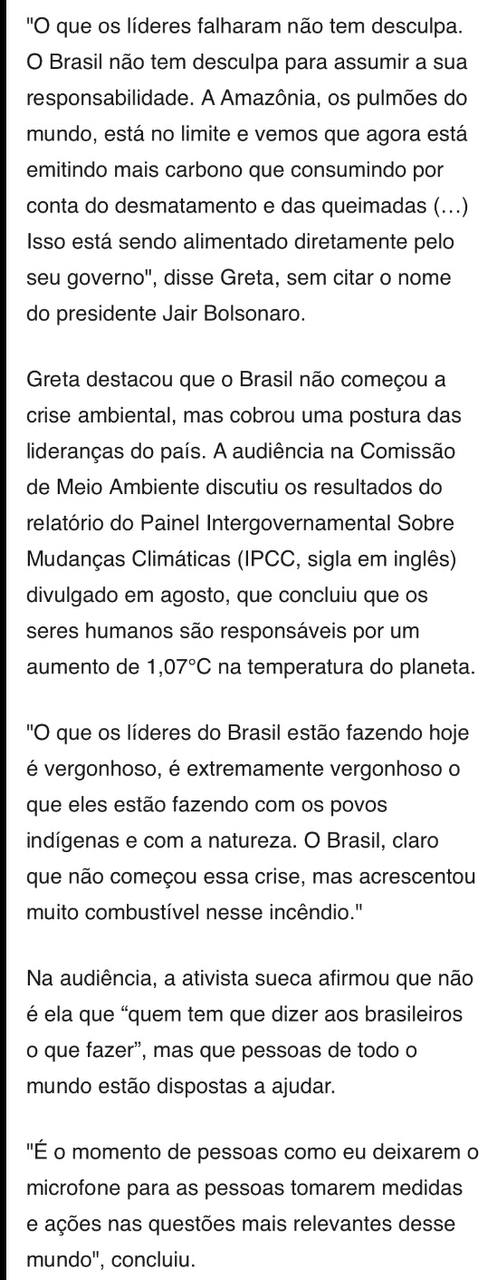 "O que os líderes falharam não tem desculpa.
O Brasil não tem desculpa para assumir a sua
responsabilidade. A Amazônia, os pulmões do
mundo, está no limite e vemos que agora está
emitindo mais carbono que consumindo por
conta do desmatamento e das queimadas (…)
Isso está sendo alimentado diretamente pelo
seu governo", disse Greta, sem citar o nome
do presidente Jair Bolsonaro.
Greta destacou que o Brasil não começou a
crise ambiental, mas cobrou uma postura das
lideranças do país. A audiência na Comissão
de Meio Ambiente discutiu os resultados do
relatório do Painel Intergovernamental Sobre
Mudanças Climáticas (IPCC, sigla em inglês)
divulgado em agosto, que concluiu que os
seres humanos são responsáveis por um
aumento de 1,07°C na temperatura do planeta.
"O que os líderes do Brasil estão fazendo hoje
é vergonhoso, é extremamente vergonhoso o
que eles estão fazendo com os povos
indígenas e com a natureza. O Brasil, claro
que não começou essa crise, mas acrescentou
muito combustível nesse incêndio."
Na audiência, a ativista sueca afirmou que não
é ela que “quem tem que dizer aos brasileiros
o que fazer”, mas que pessoas de todo o
mundo estão dispostas a ajudar.
"É o momento de pessoas como eu deixarem o
microfone para as pessoas tomarem medidas
e ações nas questões mais relevantes desse
mundo", concluiu.